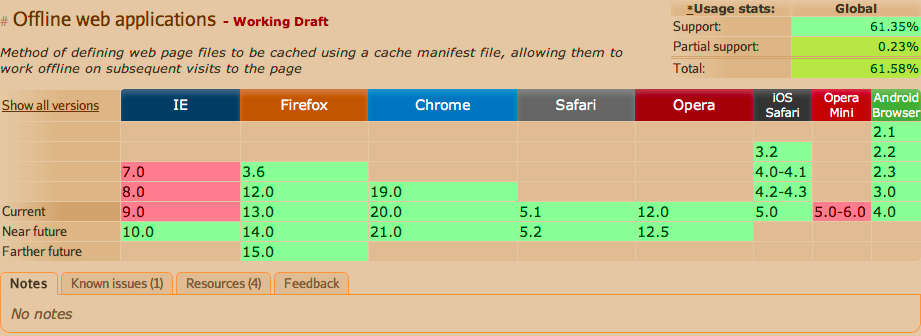 # Offline web applications - Working Draft
*Usage stats: Global
Support: 61.35%
Partial support: 0.23%
Total: 61.58%
Method of defining web page files to be cached using a cache manifest file, allowing them to
work offline on subsequent visits to the page
Show all versions IE Firefox Chrome Safari Opera iOS Safari Opera Mini Android Browser
2.1
3.2 2.2
7.0 3.6 4.0-4.1 2.3
8.0 12.0 19.0 4.2-4.3 3.0
Current 9.0 13.0 20.0 5.1 12.0 5.0 5.0-6.0 4.0
Near future 10.0 14.0 21.0 5.2 12.5
Farther future 15.0
Notes Known issues (1) Resources (4) Feedback
No notes